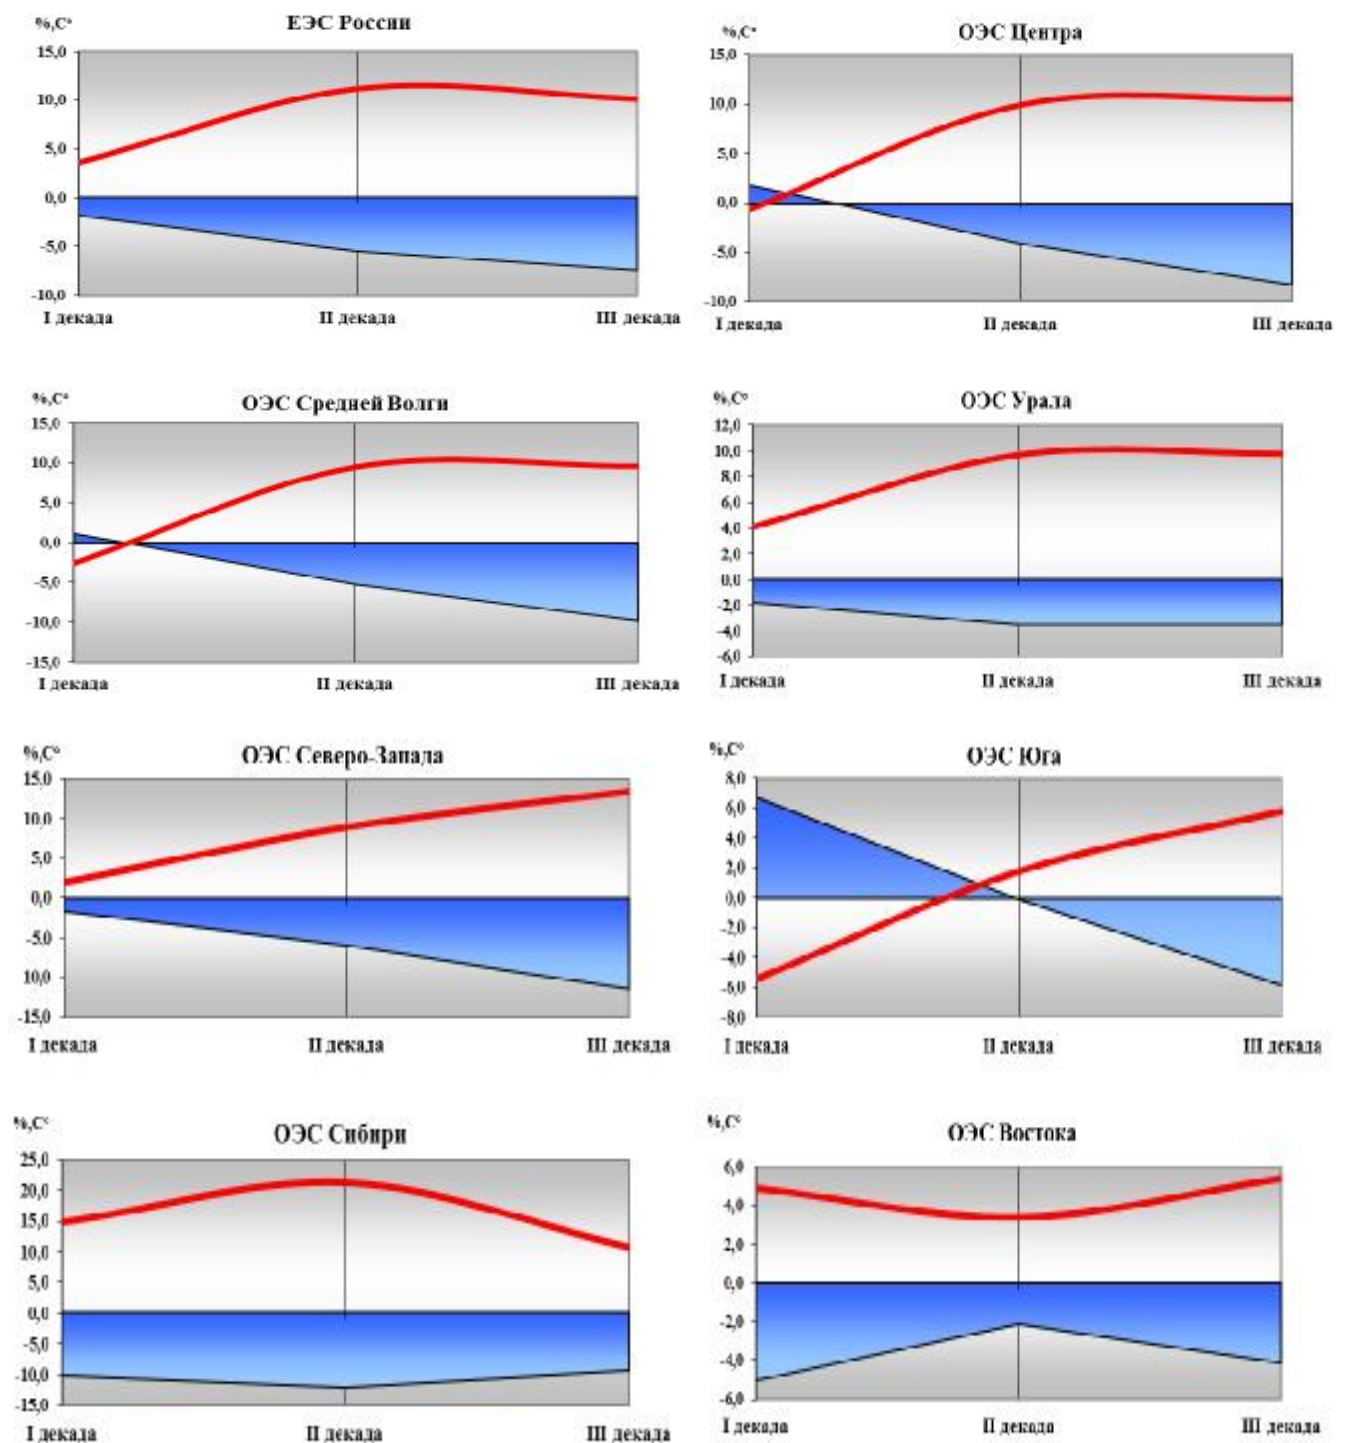 %,С°
ЕЭС России
15,0
10,0
5,0
0,0
-5,0
-10,0
I декада
II декада
III декада
%,С°
ОЭС Центра
15,0
10,0
5,0
0,0
-5,0
-10,0
I декада
II декада
III декада
%,С°
ОЭС Средней Волги
15,0
10,0
5,0
0,0
-5,0
-10,0
-15,0
I декада
II декада
III декада
%,С°
ОЭС Урала
12,0
10,0
8,0
6,0
4,0
2,0
0,0
-2,0
-4,0
-6,0
I декада
II декада
III декада
%,С°
ОЭС Северо-Запада
15,0
10,0
5,0
0,0
-5,0
10,0
-15,0
I декада
II декада
III декада
%,С°
ОЭС Юга
8,0
6,0
4,0
2,0
0,0
-2,0
-4,0
-6,0
-8,0
I декада
II декада
III декада
%,С°
ОЭС Сибири
25,0
20,0
15,0
10,0
5,0
0,0
-5,0
-10,0
-15,0
I декада
II декада
III декада
%,С°
ОЭС Востока
6,0
4,0
2,0
0,0
-2,0
-4,0
-6,0
I декада
II декада
III декада